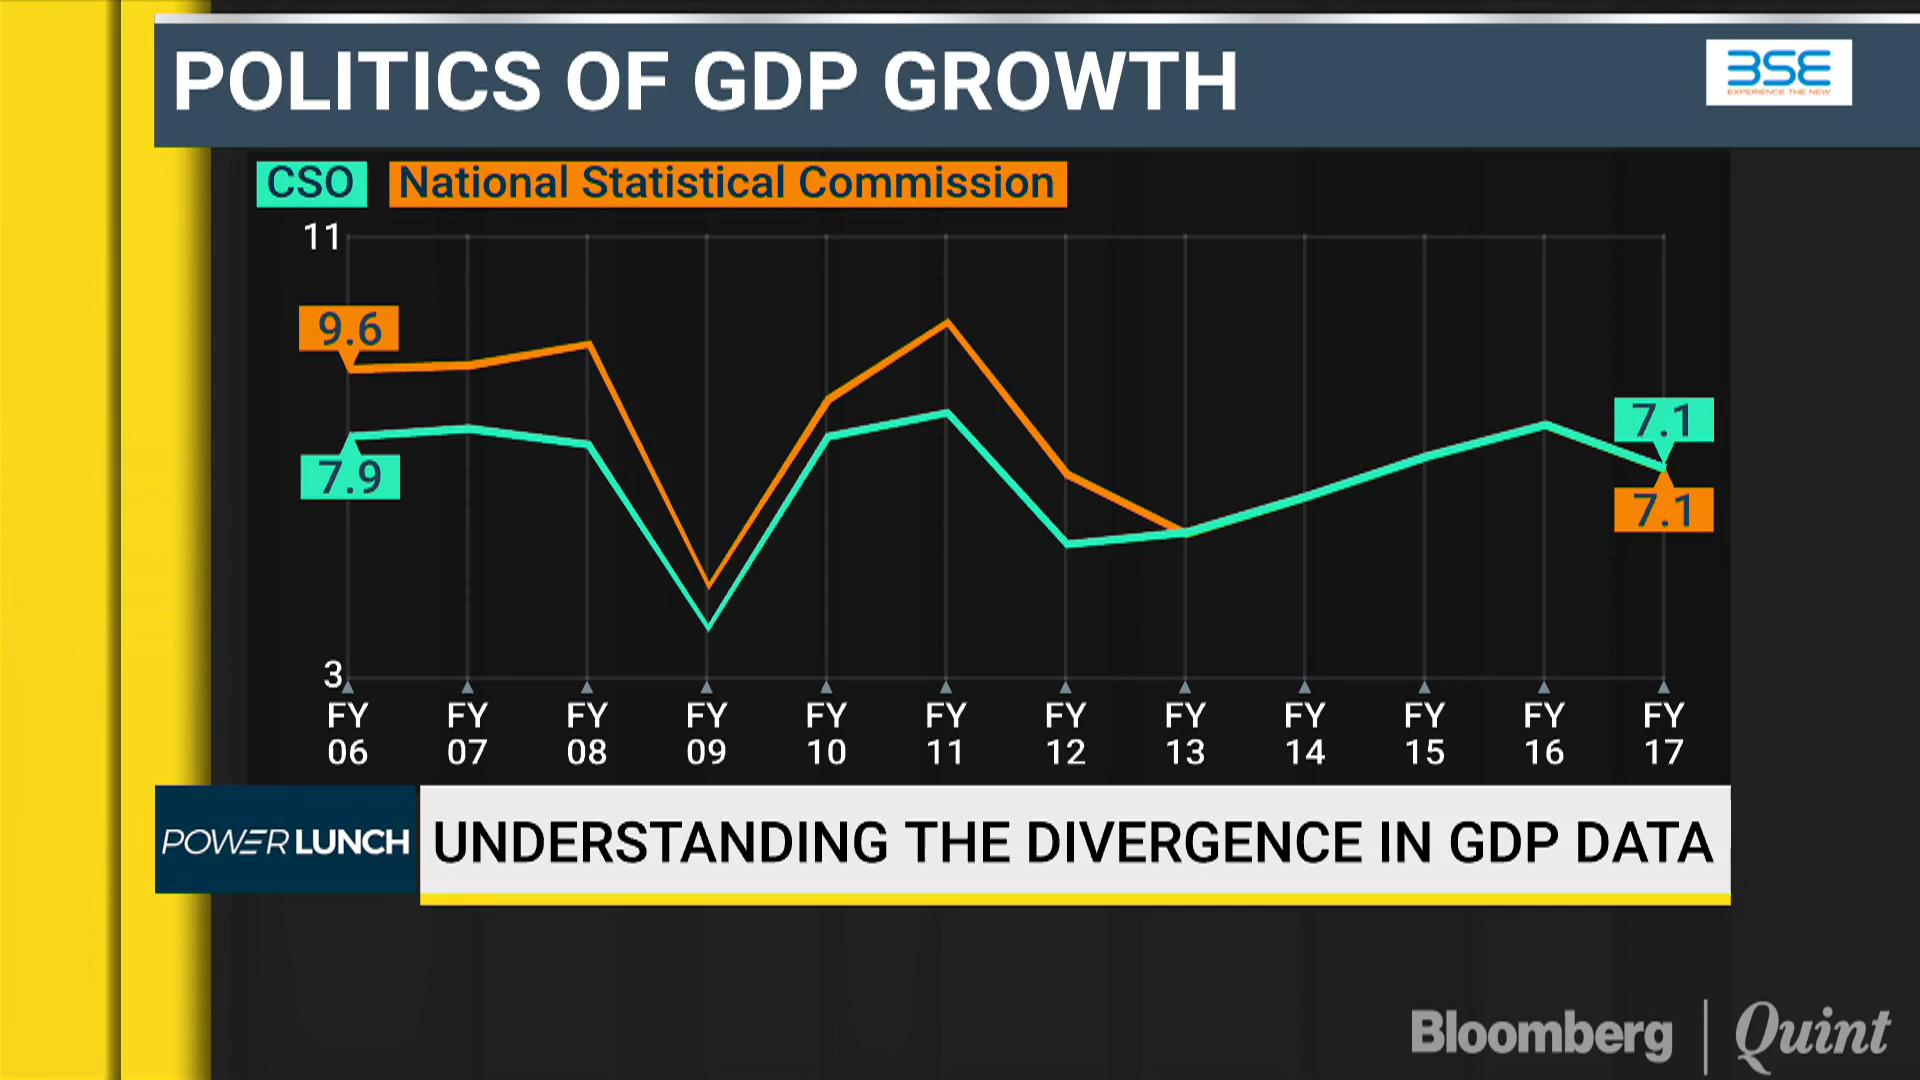 POLITICS OF GDP GROWTH
BSE
EXPERIENCE THE NEW
CSO National Statistical Commission
11
9.6
7.9
7.1
7.1
3
FY FY FY FY FY FY FY FY FY FY FY FY
06 07 08 09 10 11 12 13 14 15 16 17
POWER LUNCH UNDERSTANDING THE DIVERGENCE IN GDP DATA
Bloomberg | Quint